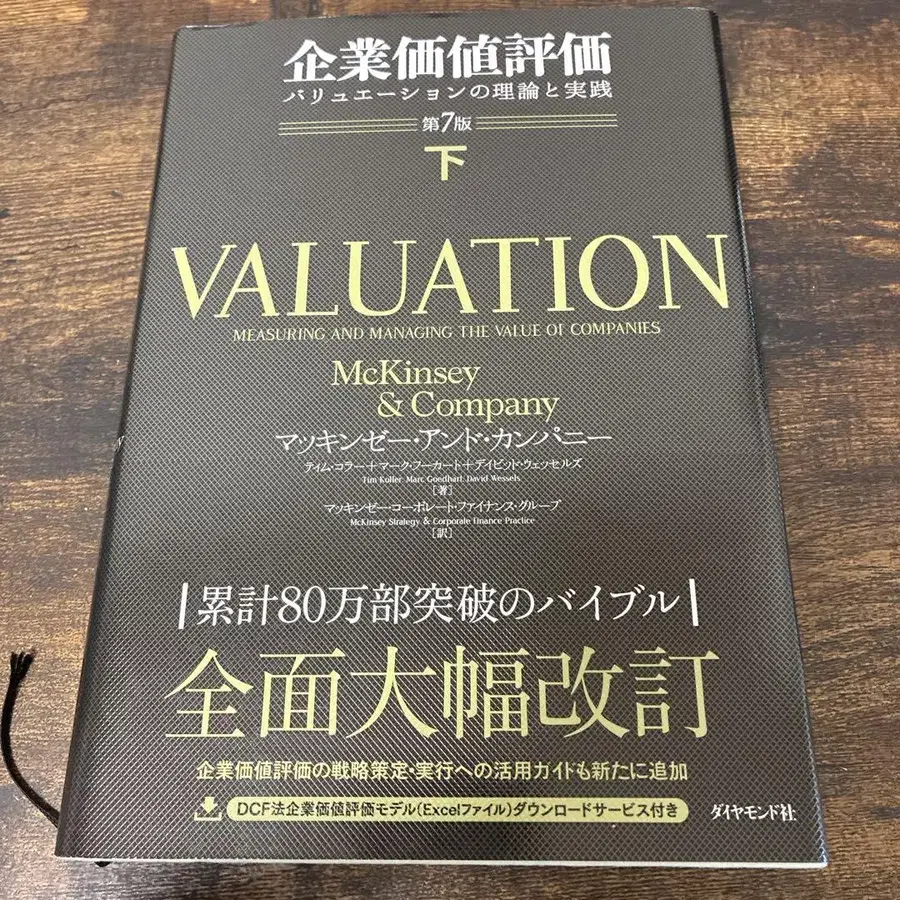 企業価値評価
バリュエーションの理論と実践
第7版
下
VALUATION
MEASURING AND MANAGING THE VALUE OF COMPANIES
McKinsey
& Company
マッキンゼー・アンド・カンパニー
ティム・コラー+マーク・フーカート+デイビッド・ウェッセルズ
Tim Koller, Marc Goedhart, David Wessels
[著]
マッキンゼー・コーポレート・ファイナンス・グループ
McKinsey Strategy & Corporate Finance Practice
[訳]
累計80万部突破のバイブル
全面大幅改訂
企業価値評価の戦略策定・実行への活用ガイドも新たに追加
DCF法企業価値評価モデル(Excelファイル)ダウンロードサービス付き
ダイヤモンド社